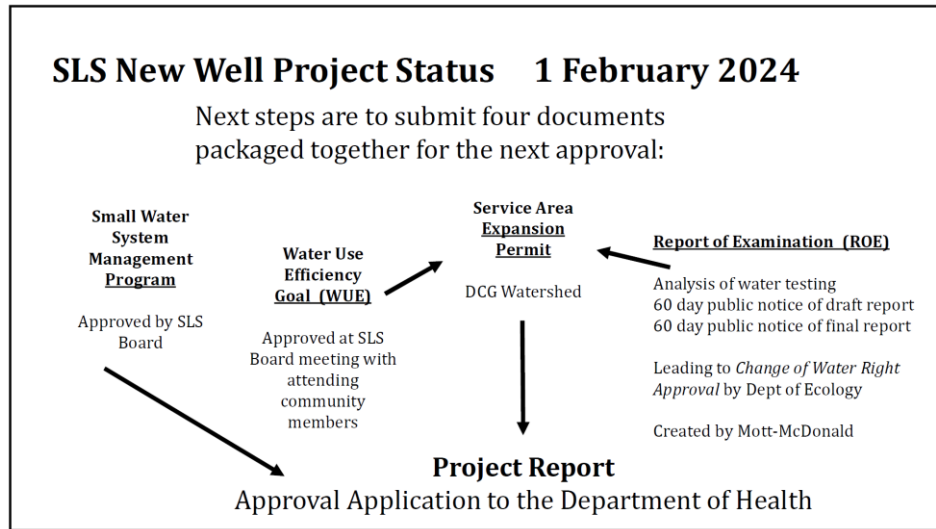 SLS New Well Project Status 1 February 2024
Next steps are to submit four documents
packaged together for the next approval:
Small Water
System
Management
Program
Approved by SLS
Board
Water Use
Efficiency
Goal (WUE)
Approved at SLS
Board meeting with
attending
community
members
Service Area
Expansion
Permit
DCG Watershed
Report of Examination (ROE)
Analysis of water testing
60 day public notice of draft report
60 day public notice of final report
Leading to Change of Water Right
Approval by Dept of Ecology
Created by Mott-McDonald
Project Report
Approval Application to the Department of Health